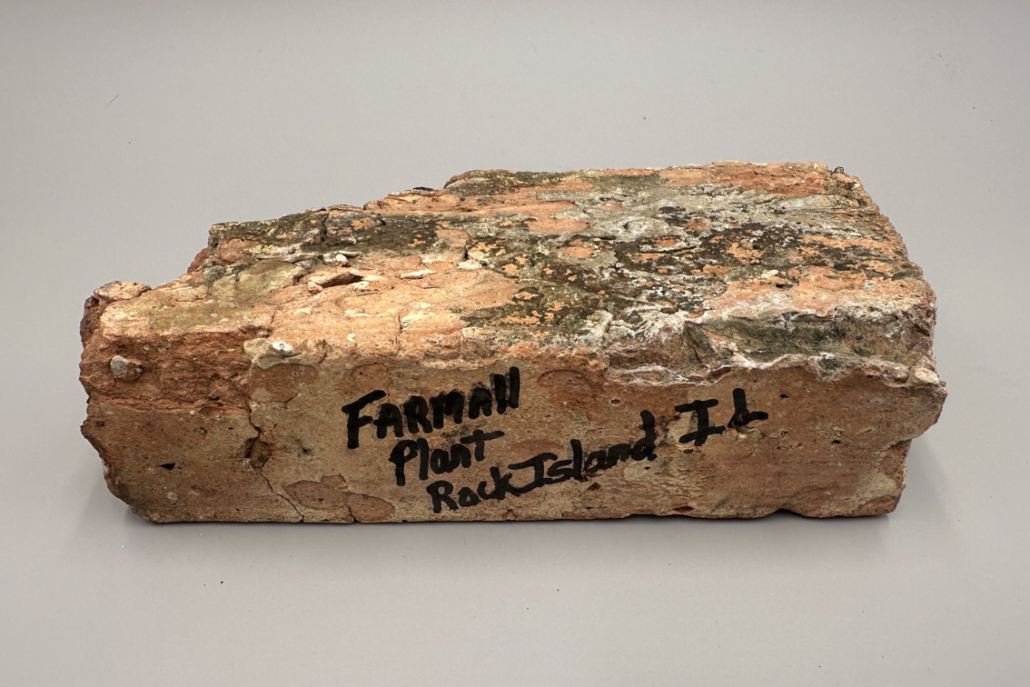 FARMAll
Plant
Rock Island Il